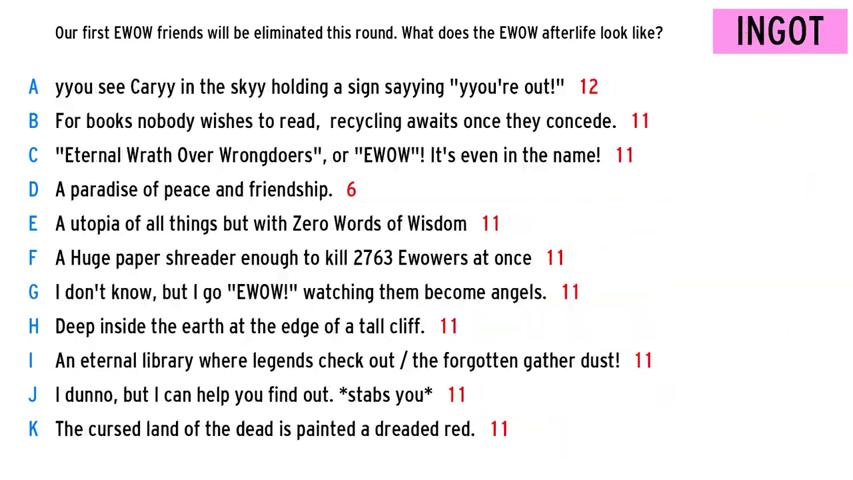 Our first EWOW friends will be eliminated this round. What does the EWOW afterlife look like?
INGOT
A yyou see Caryy in the skyy holding a sign sayying "yyou're out!" 12
B For books nobody wishes to read, recycling awaits once they concede. 11
C "Eternal Wrath Over Wrongdoers", or "EWOW"! It's even in the name! 11
D A paradise of peace and friendship. 6
E A utopia of all things but with Zero Words of Wisdom 11
F A Huge paper shreader enough to kill 2763 Ewowers at once 11
G I don't know, but I go "EWOW!" watching them become angels. 11
H Deep inside the earth at the edge of a tall cliff. 11
I An eternal library where legends check out / the forgotten gather dust! 11
J I dunno, but I can help you find out. *stabs you* 11
K The cursed land of the dead is painted a dreaded red. 11